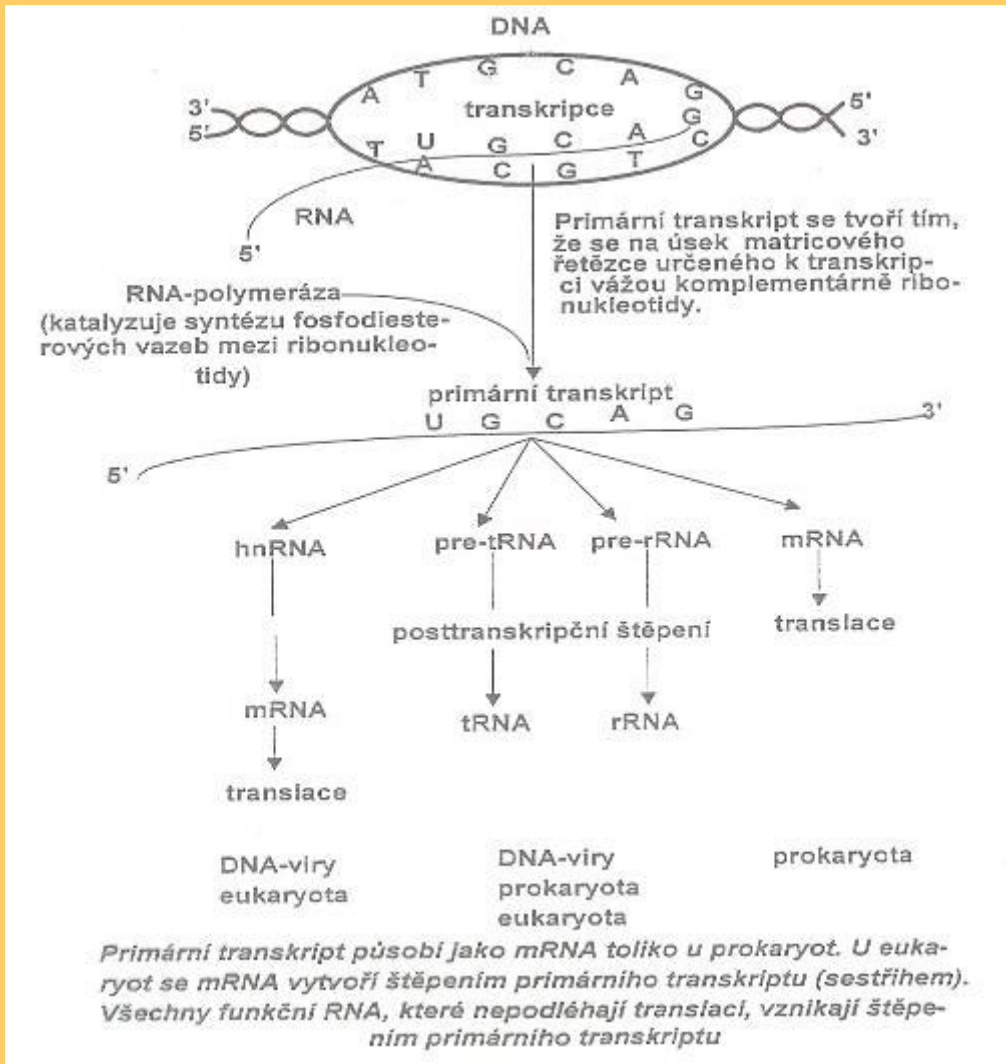 DNA
A T G C A G
transkripce
3' 5'
5' 3'
U G C A G
T A C G T C
RNA
5'
Primární transkript se tvoří tím,
že se na úsek matricového
řetězce určeného k transkrip-
ci vážou komplementárně ribo-
nukleotidy.
RNA-polymeráza
(katalyzuje syntézu fosfodieste-
rových vazeb mezi ribonukleo-
tidy)
primární transkript
U G C A G
3'
5'
hnRNA pre-tRNA pre-rRNA mRNA
posttranskripční štěpení translace
mRNA tRNA rRNA
translace
DNA-viry DNA-viry prokaryota
eukaryota prokaryota
eukaryota
Primární transkript působí jako mRNA toliko u prokaryot. U euka-
ryot se mRNA vytvoří štěpením primárního transkriptu (sestřihem).
Všechny funkční RNA, které nepodléhají translaci, vznikají štěpe-
ním primárního transkriptu